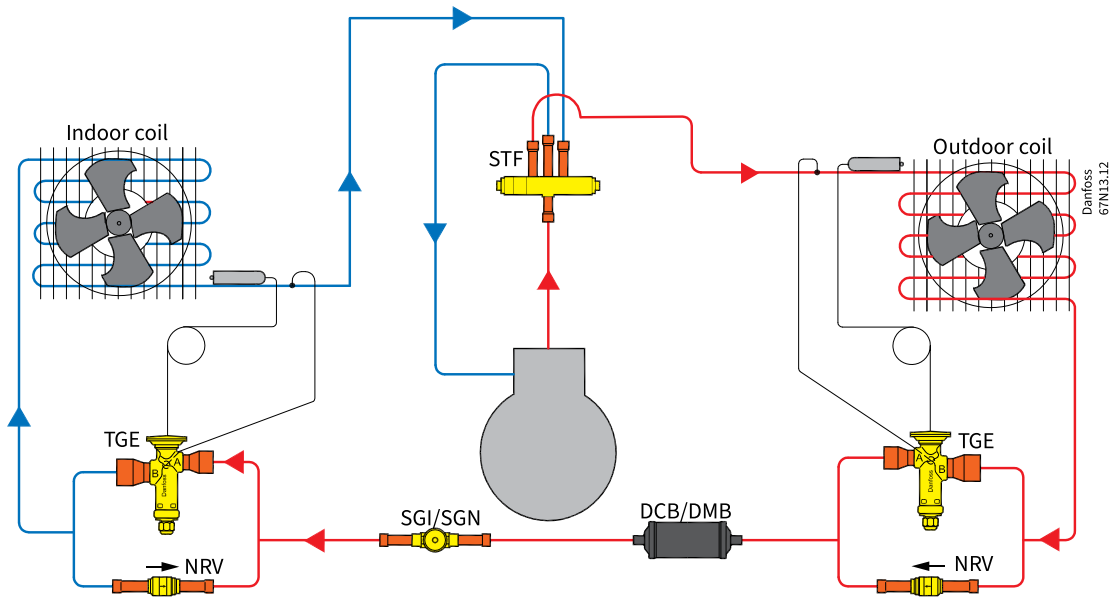 Indoor coil
STF
Outdoor coil
Danfoss
67N13.12
TGE
A
B
Danfoss
TGE
A
B
Danfoss
SGI/SGN
DCB/DMB
NRV
NRV